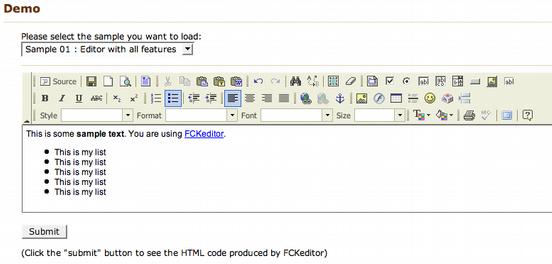 Demo
Please select the sample you want to load:
Sample 01 : Editor with all features
Source
B I U ABC x₂ x²
Style Format Font Size
This is some sample text. You are using FCKeditor.
This is my list
This is my list
This is my list
This is my list
This is my list
Submit
(Click the "submit" button to see the HTML code produced by FCKeditor)